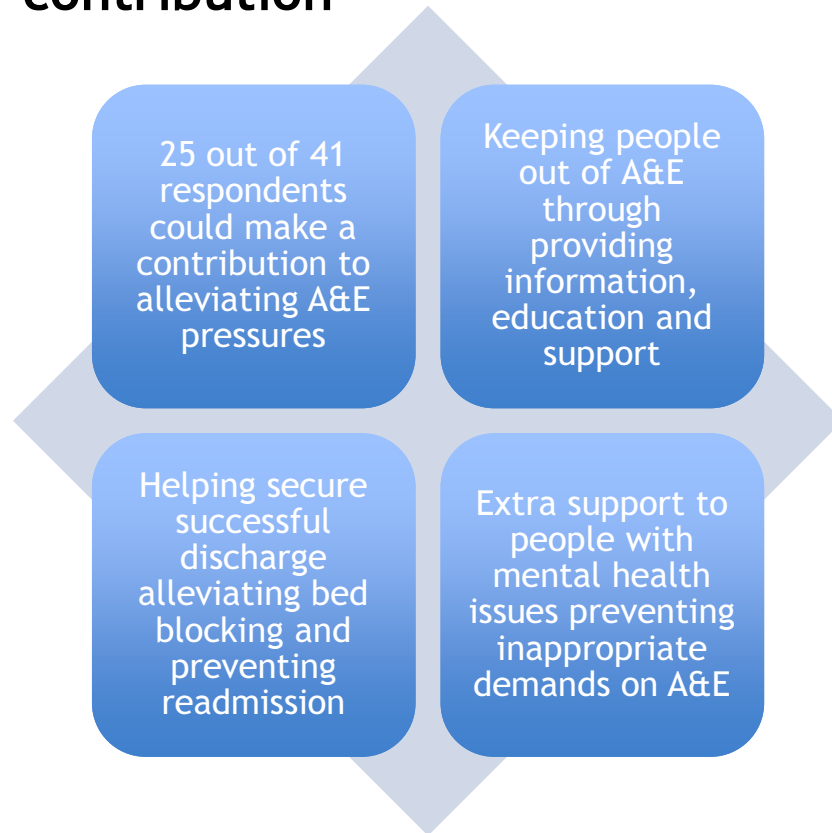 contribution
25 out of 41
respondents
could make a
contribution to
alleviating A&E
pressures
Keeping people
out of A&E
through
providing
information,
education and
support
Helping secure
successful
discharge
alleviating bed
blocking and
preventing
readmission
Extra support to
people with
mental health
issues preventing
inappropriate
demands on A&E